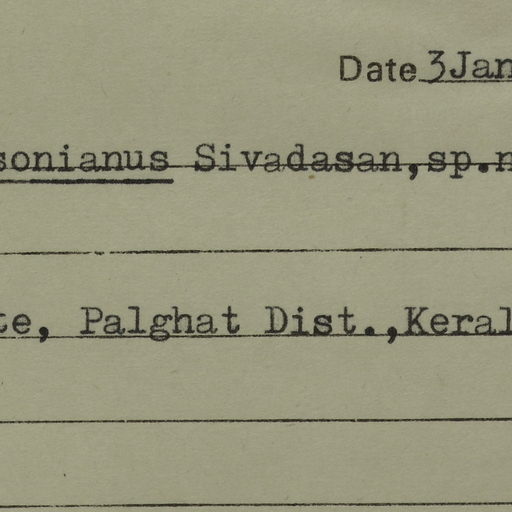 Date 3Jan
sonianus Sivadasan,sp.n
te, Palghat Dist.,Keral